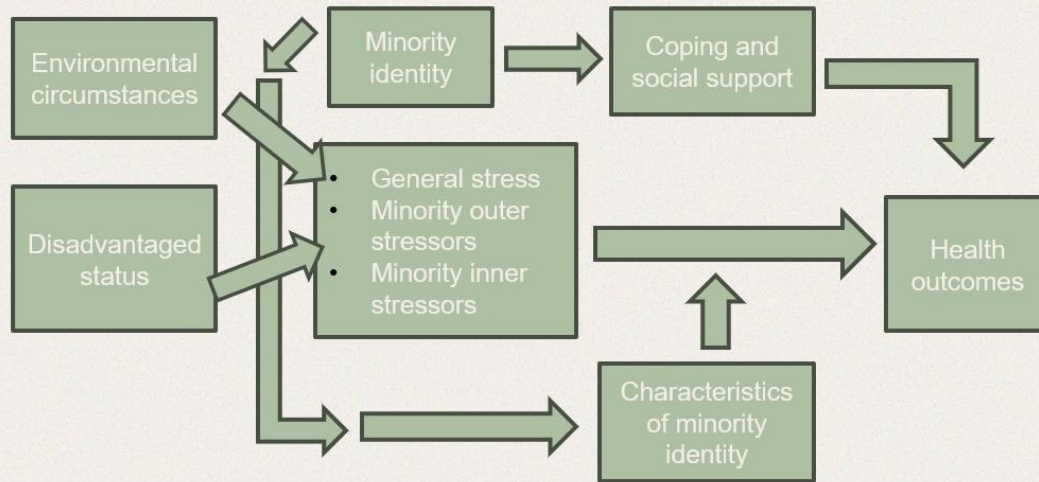 Environmental
circumstances
Minority
identity
Coping and
social support
Disadvantaged
status
• General stress
• Minority outer
stressors
• Minority inner
stressors
Health
outcomes
Characteristics
of minority
identity